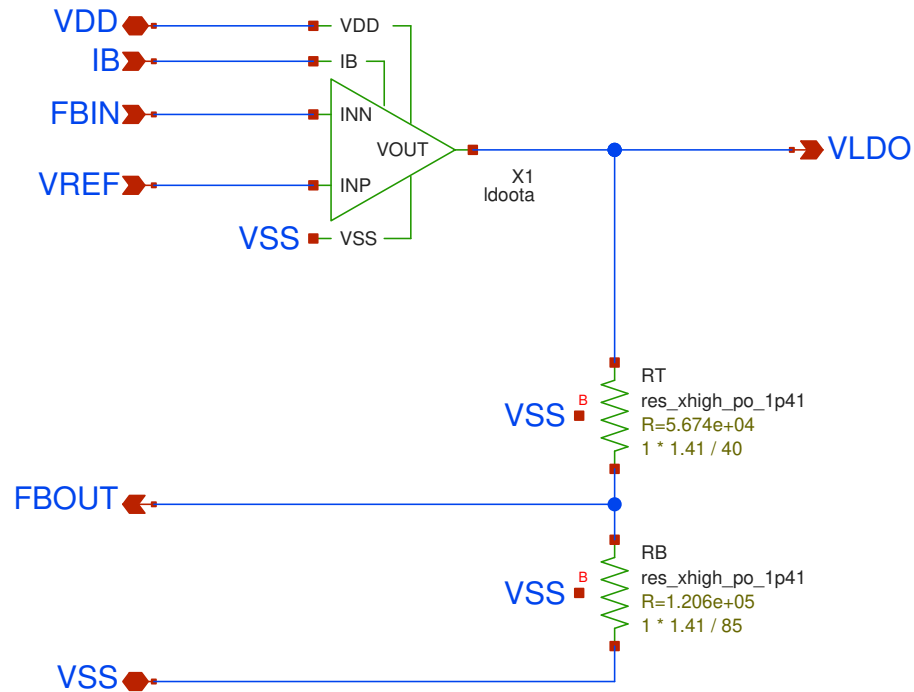 VDD
VDD
IB
IB
FBIN
INN
VOUT
VLDO
VREF
INP
X1
ldoota
VSS
VSS
RT
B
res_xhigh_po_1p41
VSS
R=5.674e+04
1 * 1.41 / 40
FBOUT
RB
B
res_xhigh_po_1p41
VSS
R=1.206e+05
1 * 1.41 / 85
VSS